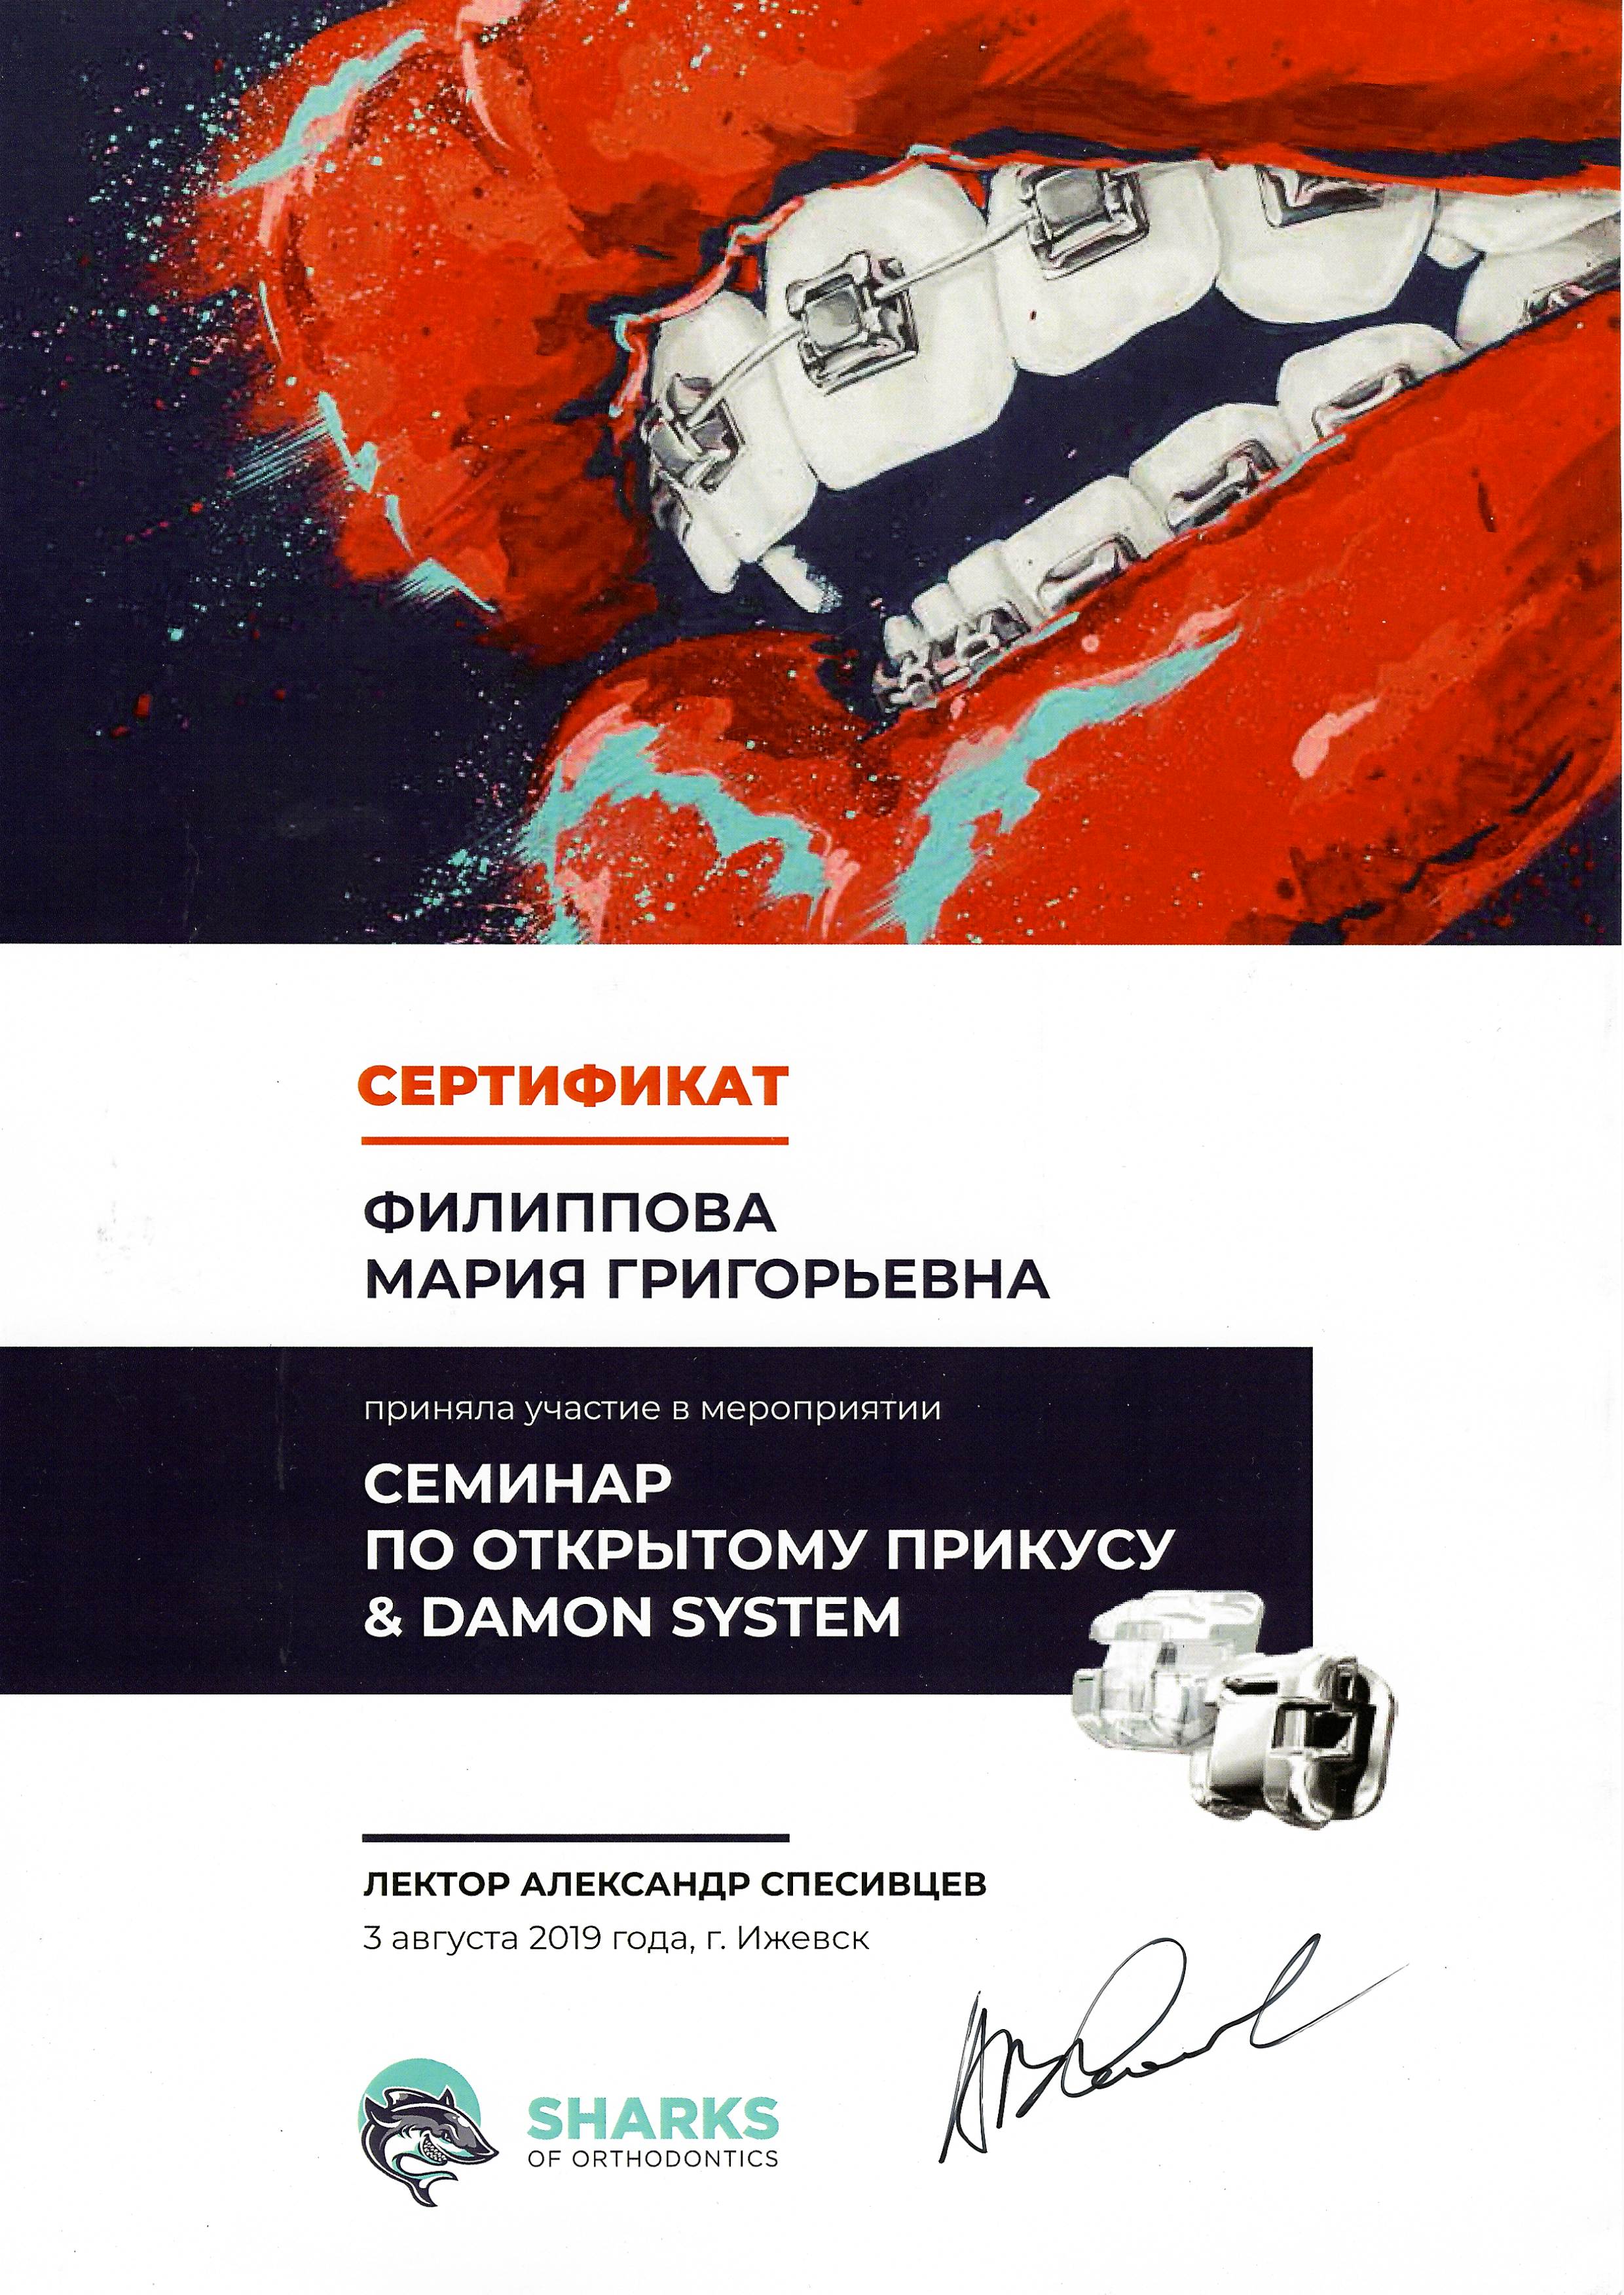 СЕРТИФИКАТ
ФИЛИППОВА
МАРИЯ ГРИГОРЬЕВНА
приняла участие в мероприятии
СЕМИНАР
ПО ОТКРЫТОМУ ПРИКУСУ
& DAMON SYSTEM
ЛЕКТОР АЛЕКСАНДР СПЕСИВЦЕВ
3 августа 2019 года, г. Ижевск
SHARKS
OF ORTHODONTICS